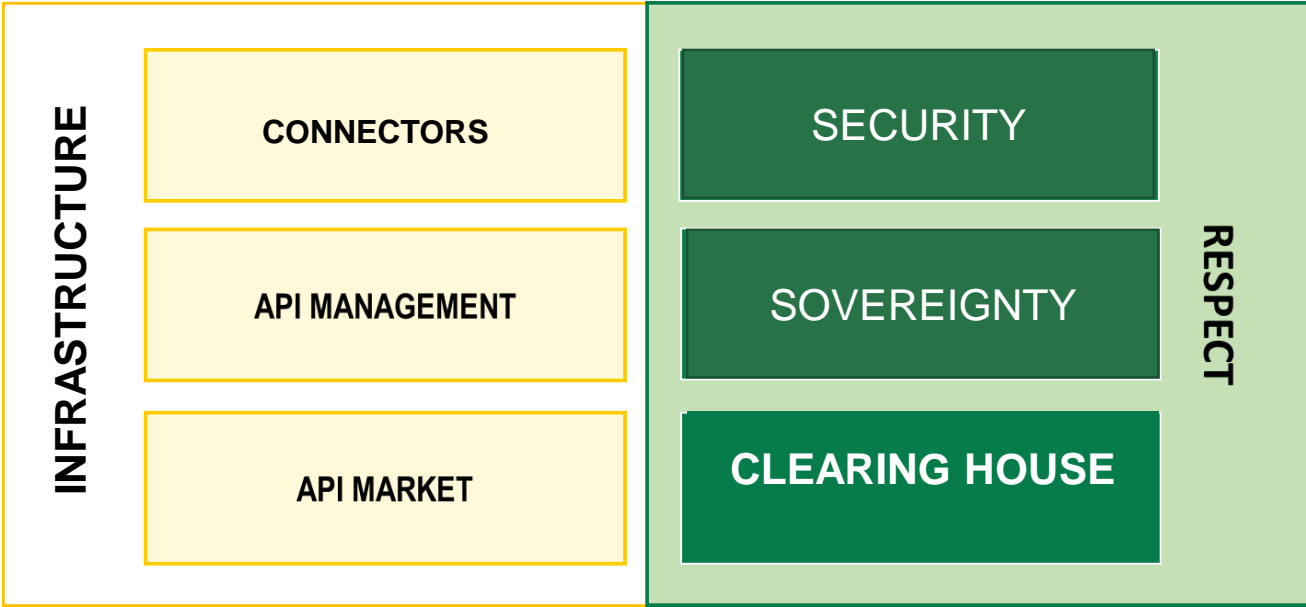 INFRASTRUCTURE
CONNECTORS
API MANAGEMENT
API MARKET
SECURITY
SOVEREIGNTY
CLEARING HOUSE
RESPECT